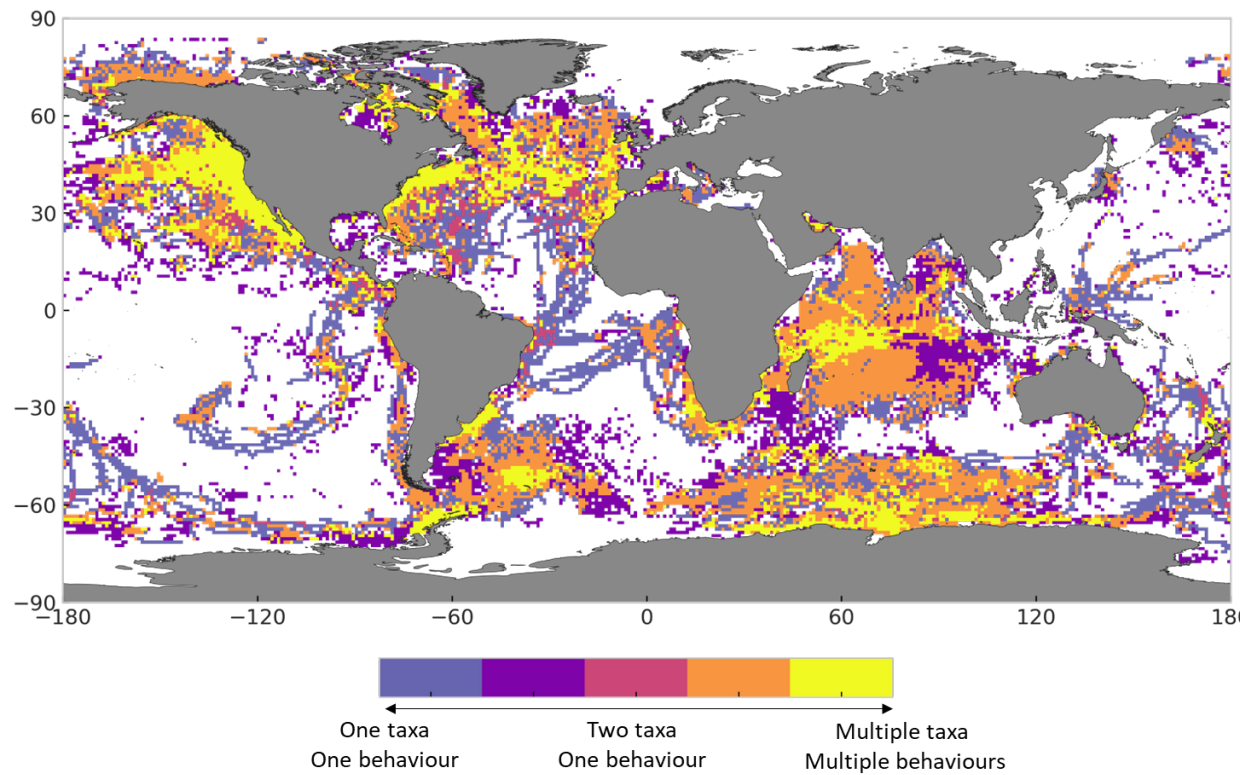 90
60
30
0
−30
−60
−90
−180
−120
−60
0
60
120
180
One taxa
One behaviour
Two taxa
One behaviour
Multiple taxa
Multiple behaviours